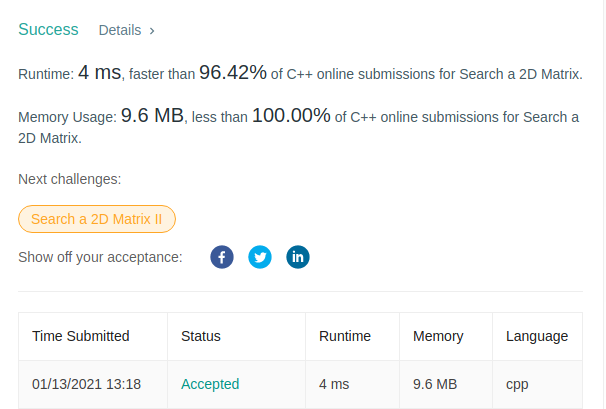 Success Details ›
Runtime: 4 ms, faster than 96.42% of C++ online submissions for Search a 2D Matrix.
Memory Usage: 9.6 MB, less than 100.00% of C++ online submissions for Search a
2D Matrix.
Next challenges:
Search a 2D Matrix II
Show off your acceptance: f in
Time Submitted Status Runtime Memory Language
01/13/2021 13:18 Accepted 4 ms 9.6 MB cpp